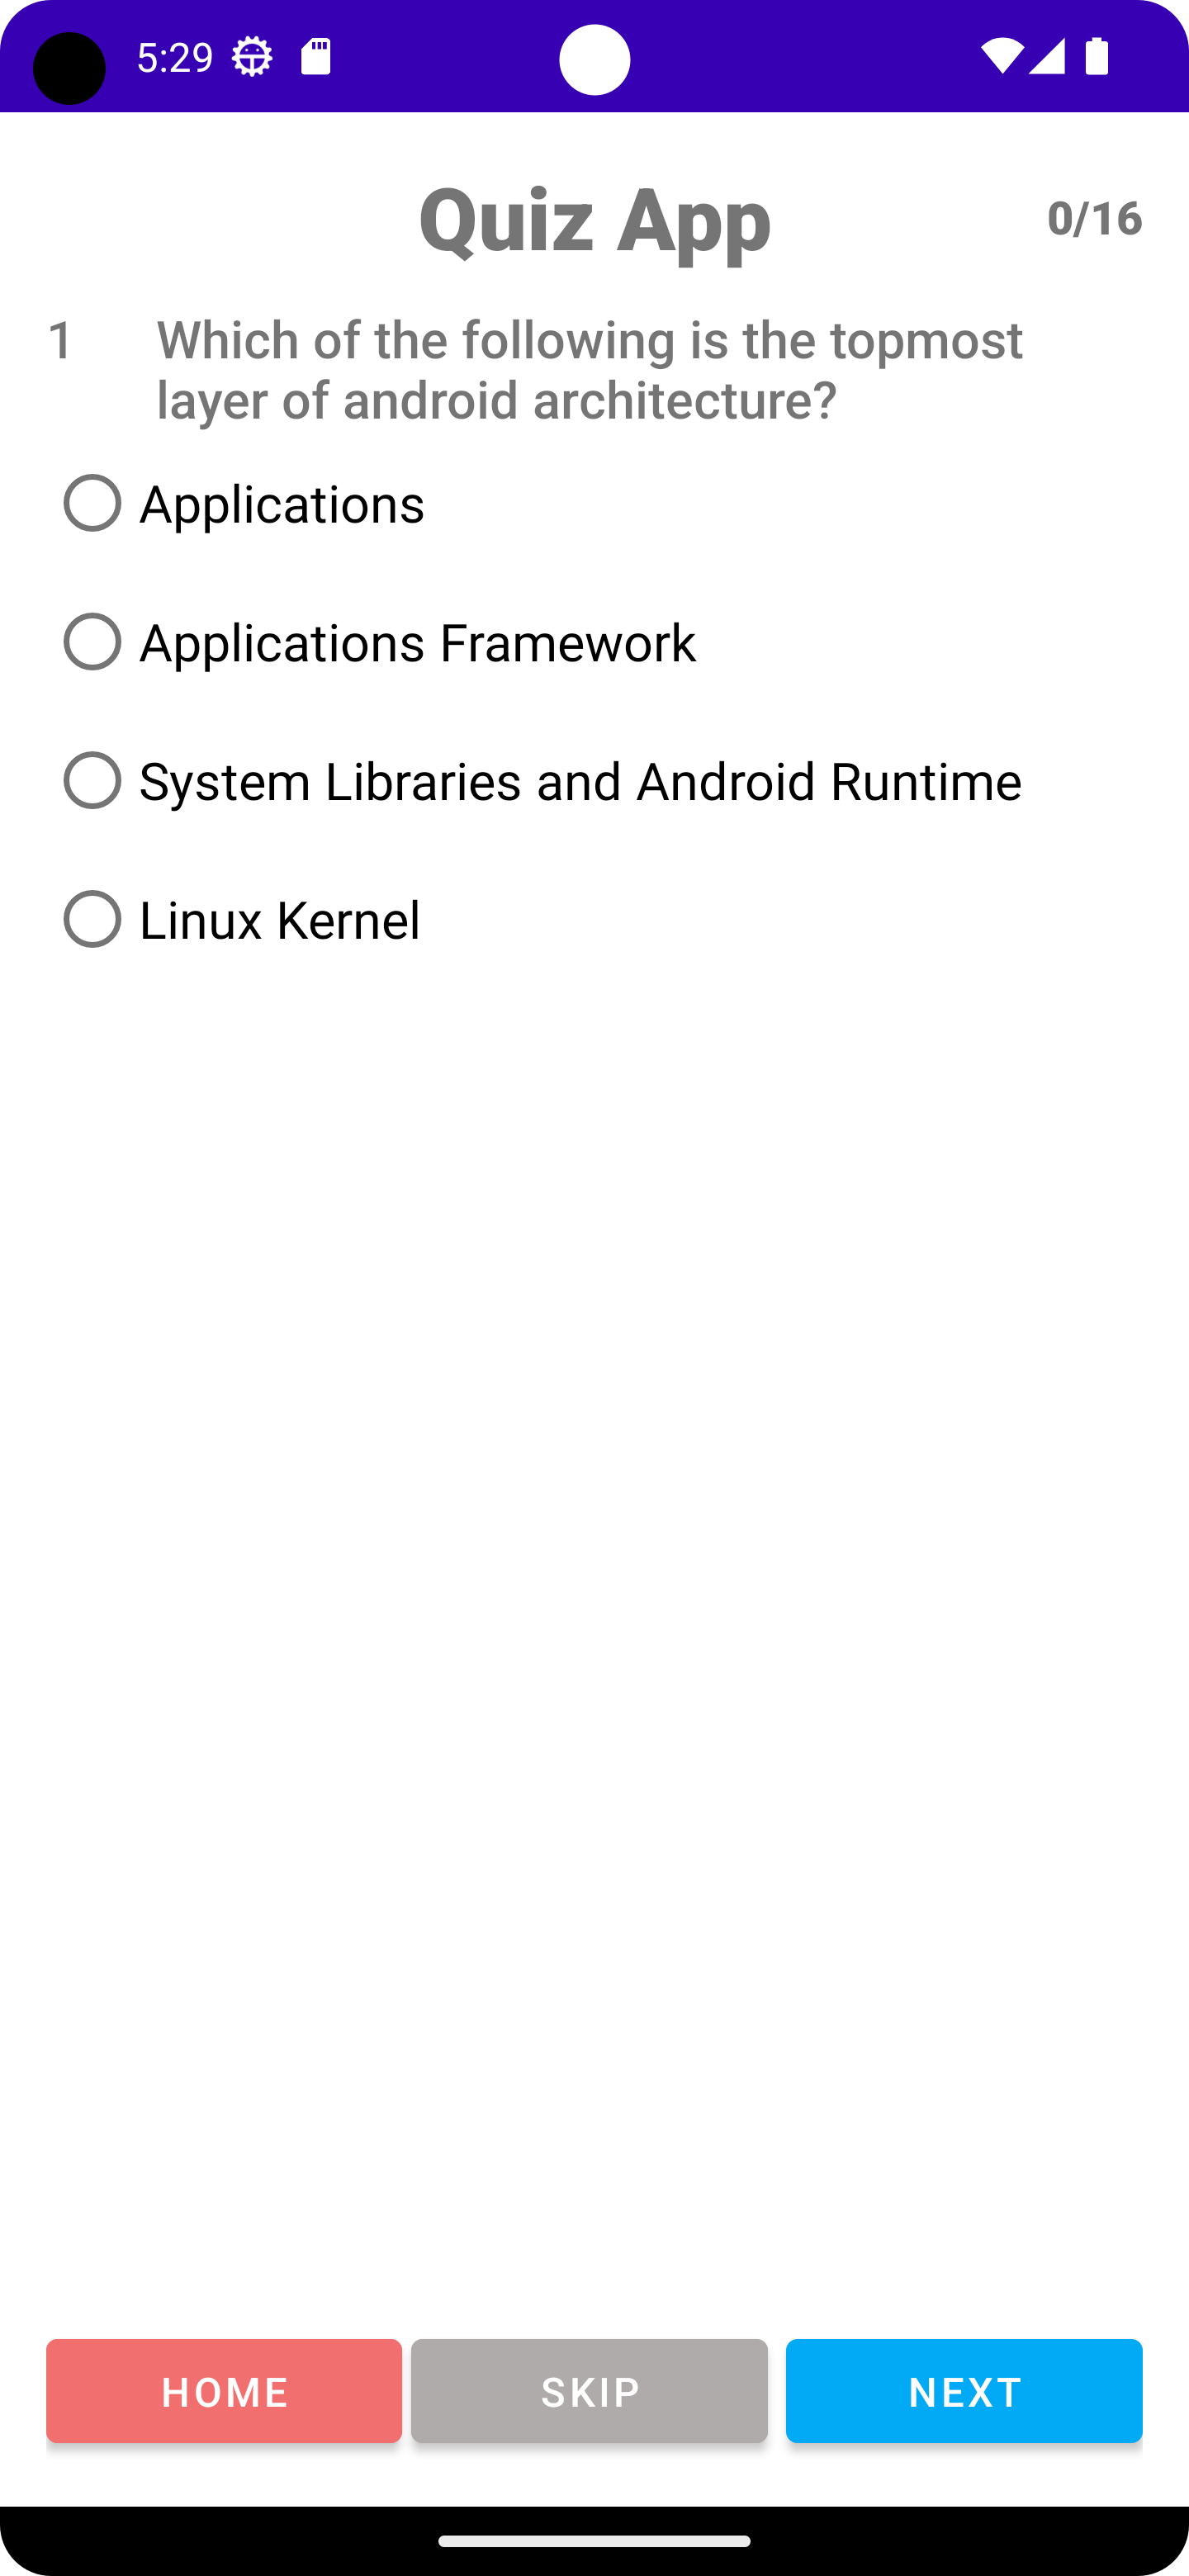 5:29
Quiz App
0/16
1 Which of the following is the topmost
layer of android architecture?
Applications
Applications Framework
System Libraries and Android Runtime
Linux Kernel
HOME SKIP NEXT